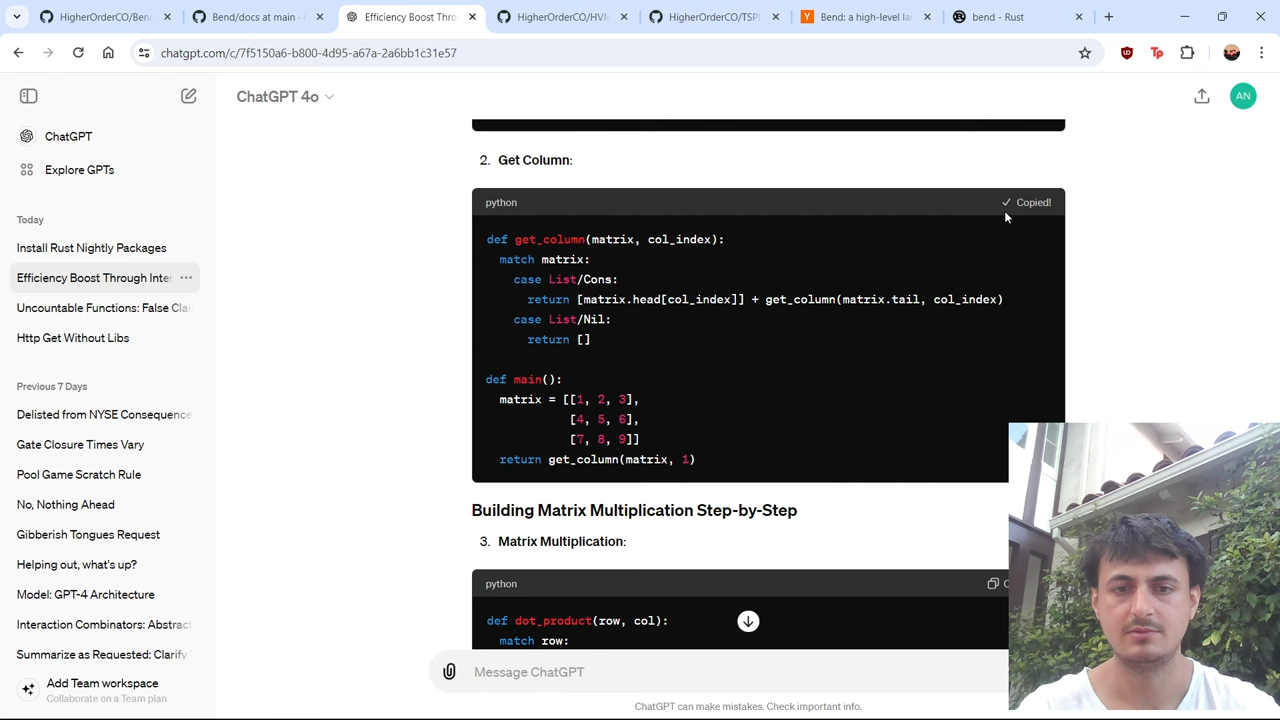 HigherOrderCO/Ben
Bend/docs at main ·
Efficiency Boost Thro
HigherOrderCO/HVM
HigherOrderCO/TSPL
Bend: a high-level la
bend - Rust
chatgpt.com/c/7f5150a6-b800-4d95-a67a-2a6bb1c31e57
ChatGPT 4o
AN
ChatGPT
Explore GPTs
Today
Install Rust Nightly Packages
Efficiency Boost Through Inter
Uncountable Functions: False Clai
Http Get Without Libs
Previous 7 Days
Delisted from NYSE Consequence
Gate Closure Times Vary
Pool Game Scratch Rule
No, Nothing Ahead
Gibberish Tongues Request
Helping out, what's up?
Model: GPT-4 Architecture
Interaction Combinators: Abstract
Summarize as Requested: Clarify
Add Team workspace
Collaborate on a Team plan
2. Get Column:
python
Copied!
def get_column(matrix, col_index):
match matrix:
case List/Cons:
return [matrix.head[col_index]] + get_column(matrix.tail, col_index)
case List/Nil:
return []
def main():
matrix = [[1, 2, 3],
[4, 5, 6],
[7, 8, 9]]
return get_column(matrix, 1)
Building Matrix Multiplication Step-by-Step
3. Matrix Multiplication:
python
def dot_product(row, col):
match row:
Message ChatGPT
ChatGPT can make mistakes. Check important info.